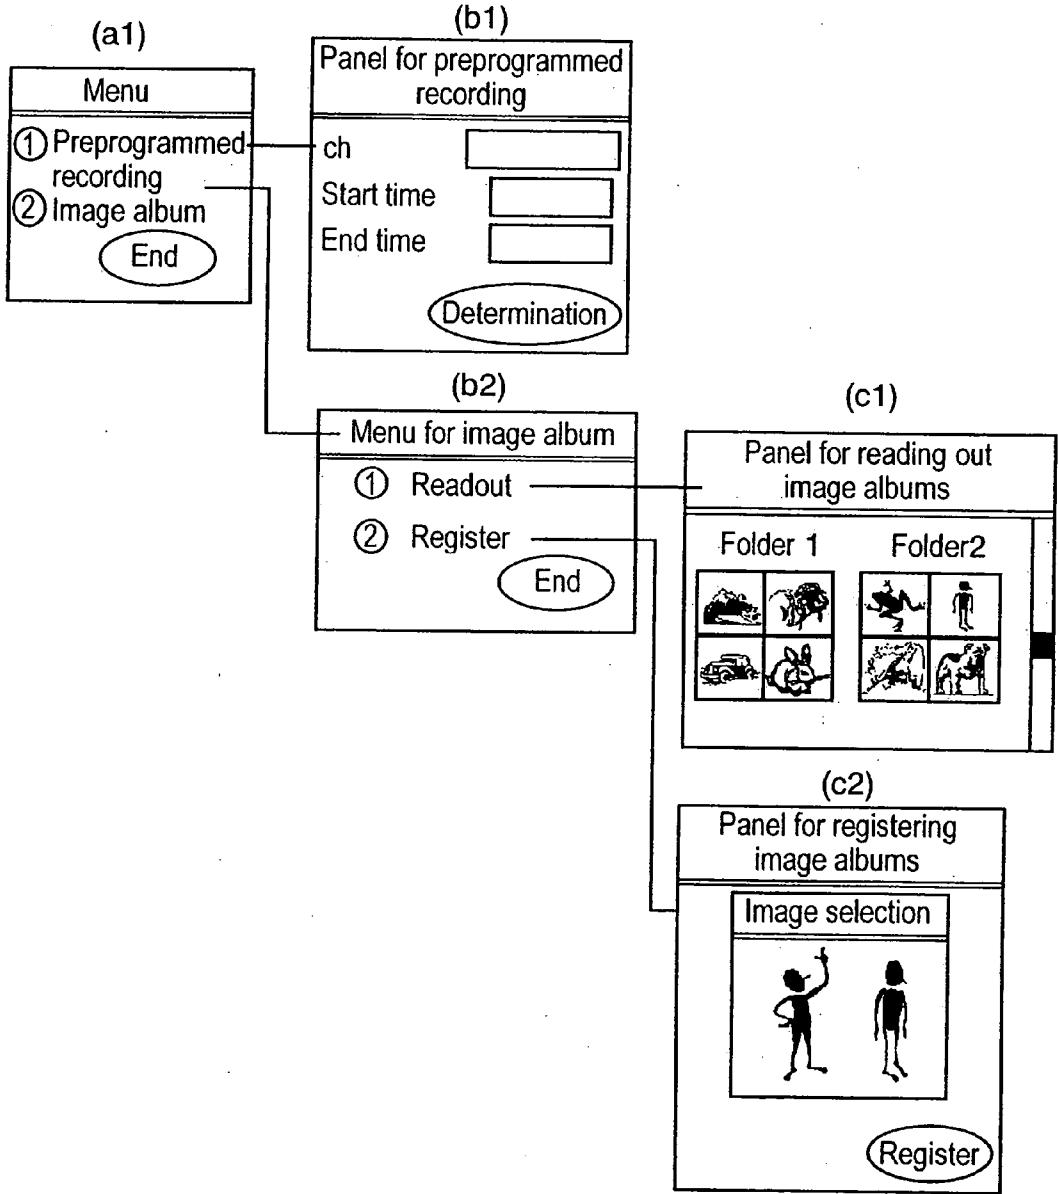 (a1)
Menu
① Preprogrammed
recording
② Image album
End
(b1)
Panel for preprogrammed
recording
ch
Start time
End time
Determination
(b2)
Menu for image album
① Readout
② Register
End
(c1)
Panel for reading out
image albums
Folder 1 Folder2
(c2)
Panel for registering
image albums
Image selection
Register